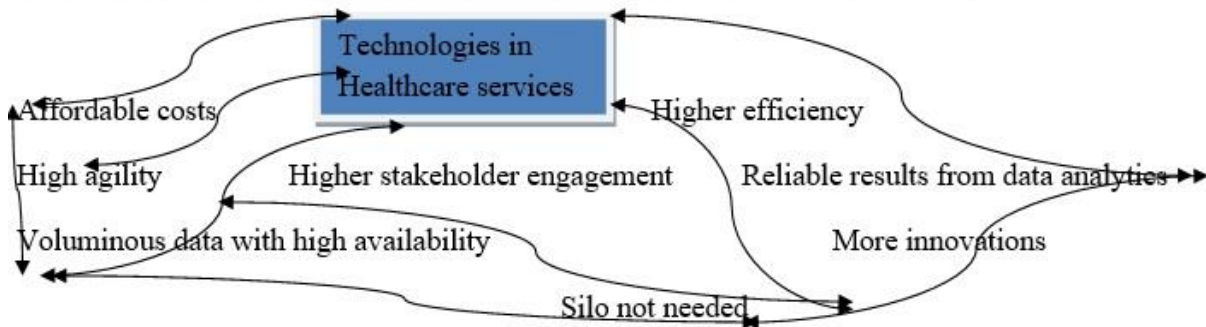 Technologies in
Healthcare services
Affordable costs
Higher efficiency
High agility
Higher stakeholder engagement
Reliable results from data analytics
Voluminous data with high availability
More innovations
Silo not needed